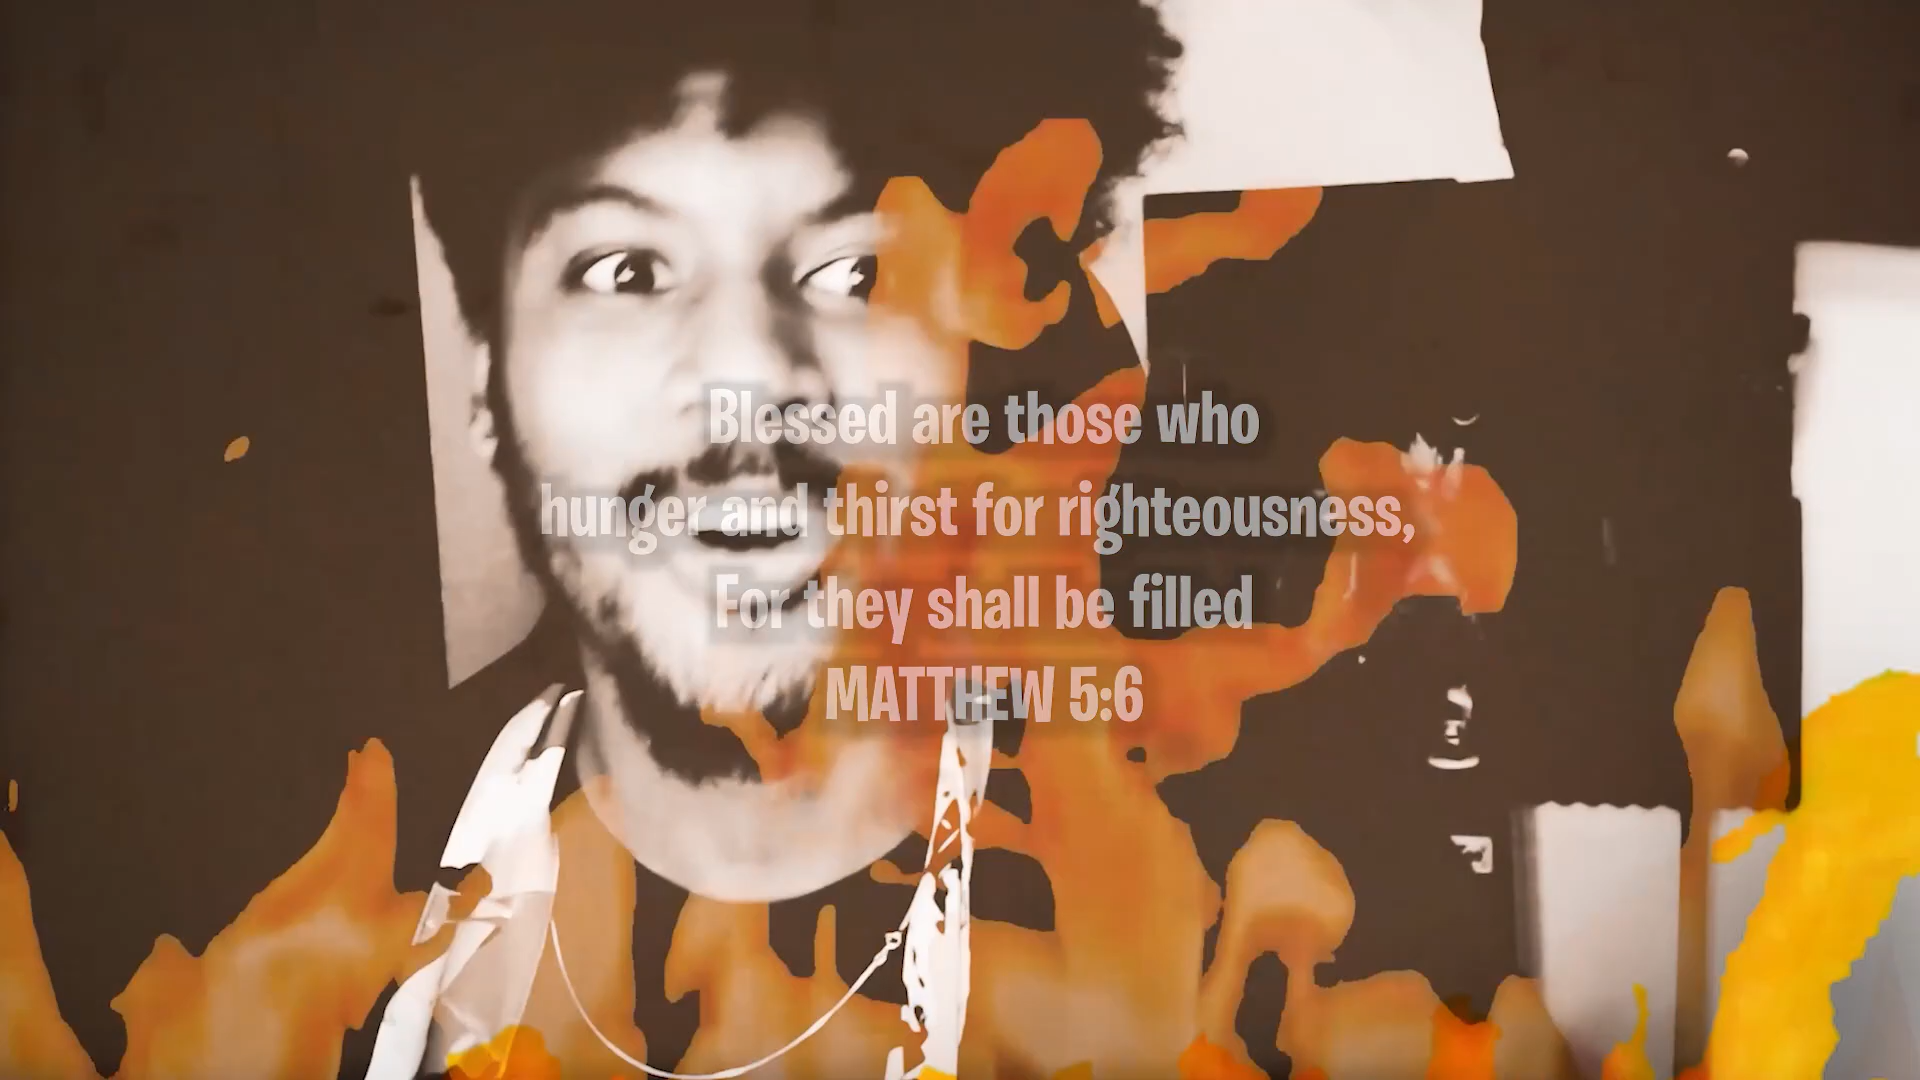 Blessed are those who
hunger and thirst for righteousness,
For they shall be filled
MATTHEW 5:6